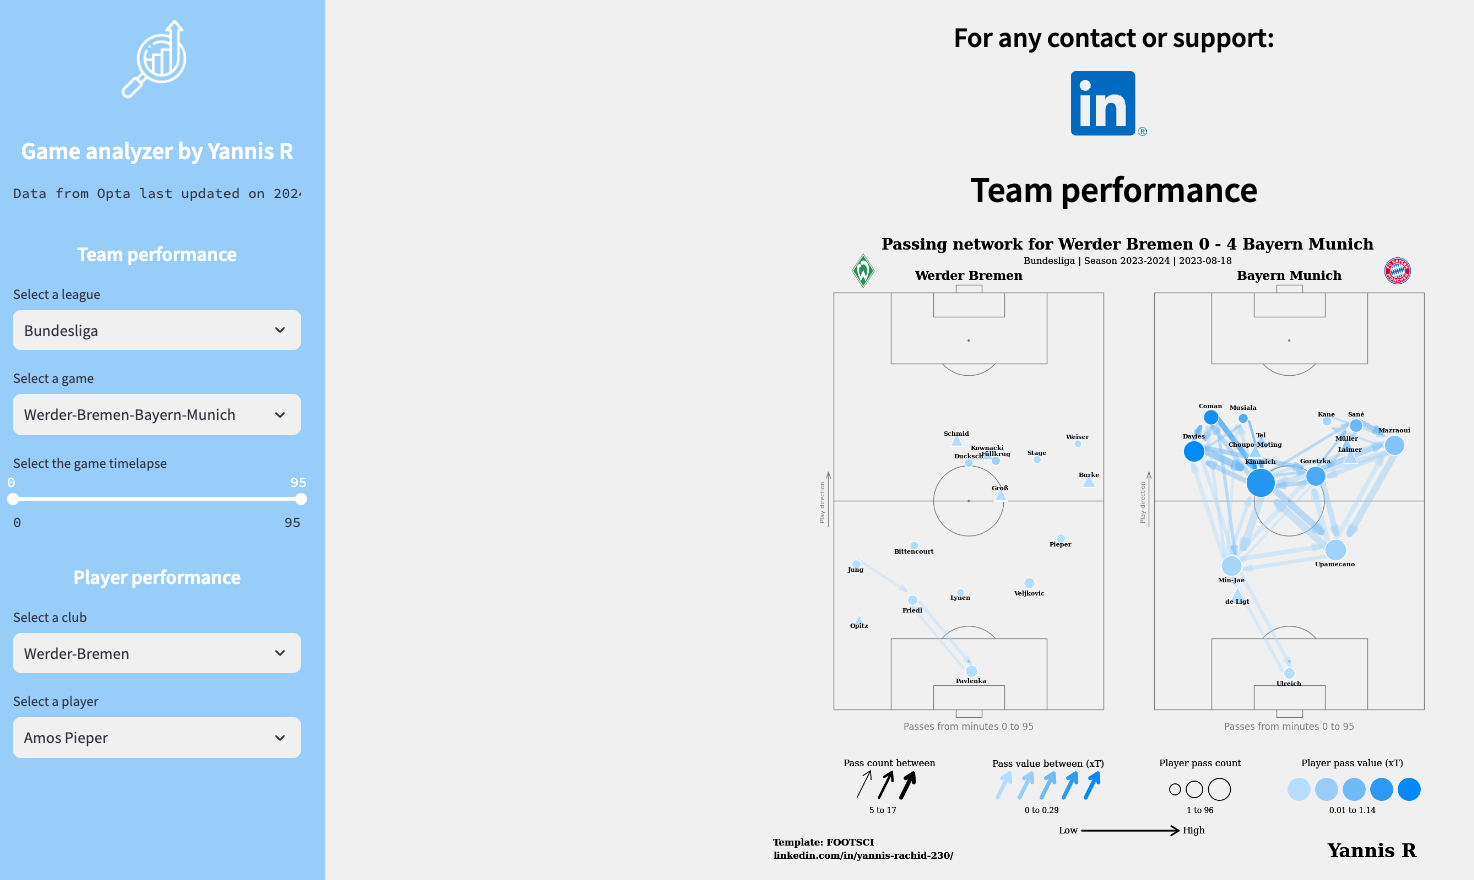 Game analyzer by Yannis R
Data from Opta last updated on 202
Team performance
Select a league
Bundesliga
Select a game
Werder-Bremen-Bayern-Munich
Select the game timelapse
0 95
0 95
Player performance
Select a club
Werder-Bremen
Select a player
Amos Pieper
For any contact or support:
in
®
Team performance
Passing network for Werder Bremen 0 - 4 Bayern Munich
Bundesliga | Season 2023-2024 | 2023-08-18
Werder Bremen
Schmid
Weiser
Kownacki
Ducksch
Füllkrug
Stage
Burke
Groß
Play direction
Pieper
Bittencourt
Jung
Veljkovic
Lynen
Friedl
Opitz
Pavlenka
Passes from minutes 0 to 95
Bayern Munich
Coman
Musiala
Kane
Sané
Mazraoui
Davies
Tel
Müller
Choupo-Moting
Laimer
Kimmich
Goretzka
Play direction
Upamecano
Min-Jae
de Ligt
Ulreich
Passes from minutes 0 to 95
Pass count between
5 to 17
Pass value between (xT)
0 to 0.29
Player pass count
1 to 96
Player pass value (xT)
0.01 to 1.14
Low High
Template: FOOTSCI
linkedin.com/in/yannis-rachid-230/
Yannis R